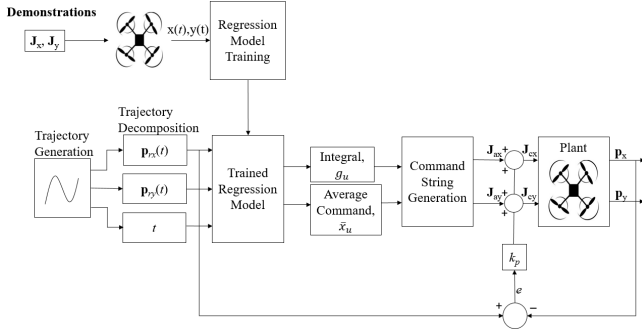 Demonstrations
J_x, J_y
x(t),y(t)
Regression
Model
Training
Trajectory
Generation
Trajectory
Decomposition
p_rx(t)
p_ry(t)
t
Trained
Regression
Model
Integral,
g_u
Average
Command,
x̄_u
Command
String
Generation
J_ax
+
+
J_cx
J_ay
+
+
J_cy
Plant
p_x
p_y
k_p
e
+
−